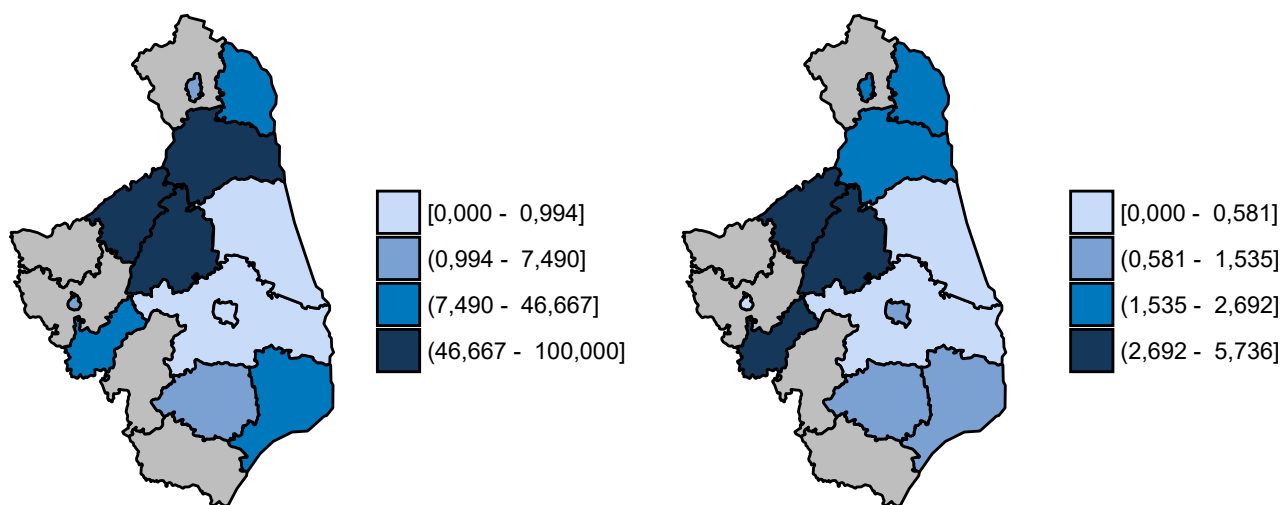 [0,000 - 0,994]
(0,994 - 7,490]
(7,490 - 46,667]
(46,667 - 100,000]
[0,000 - 0,581]
(0,581 - 1,535]
(1,535 - 2,692]
(2,692 - 5,736]